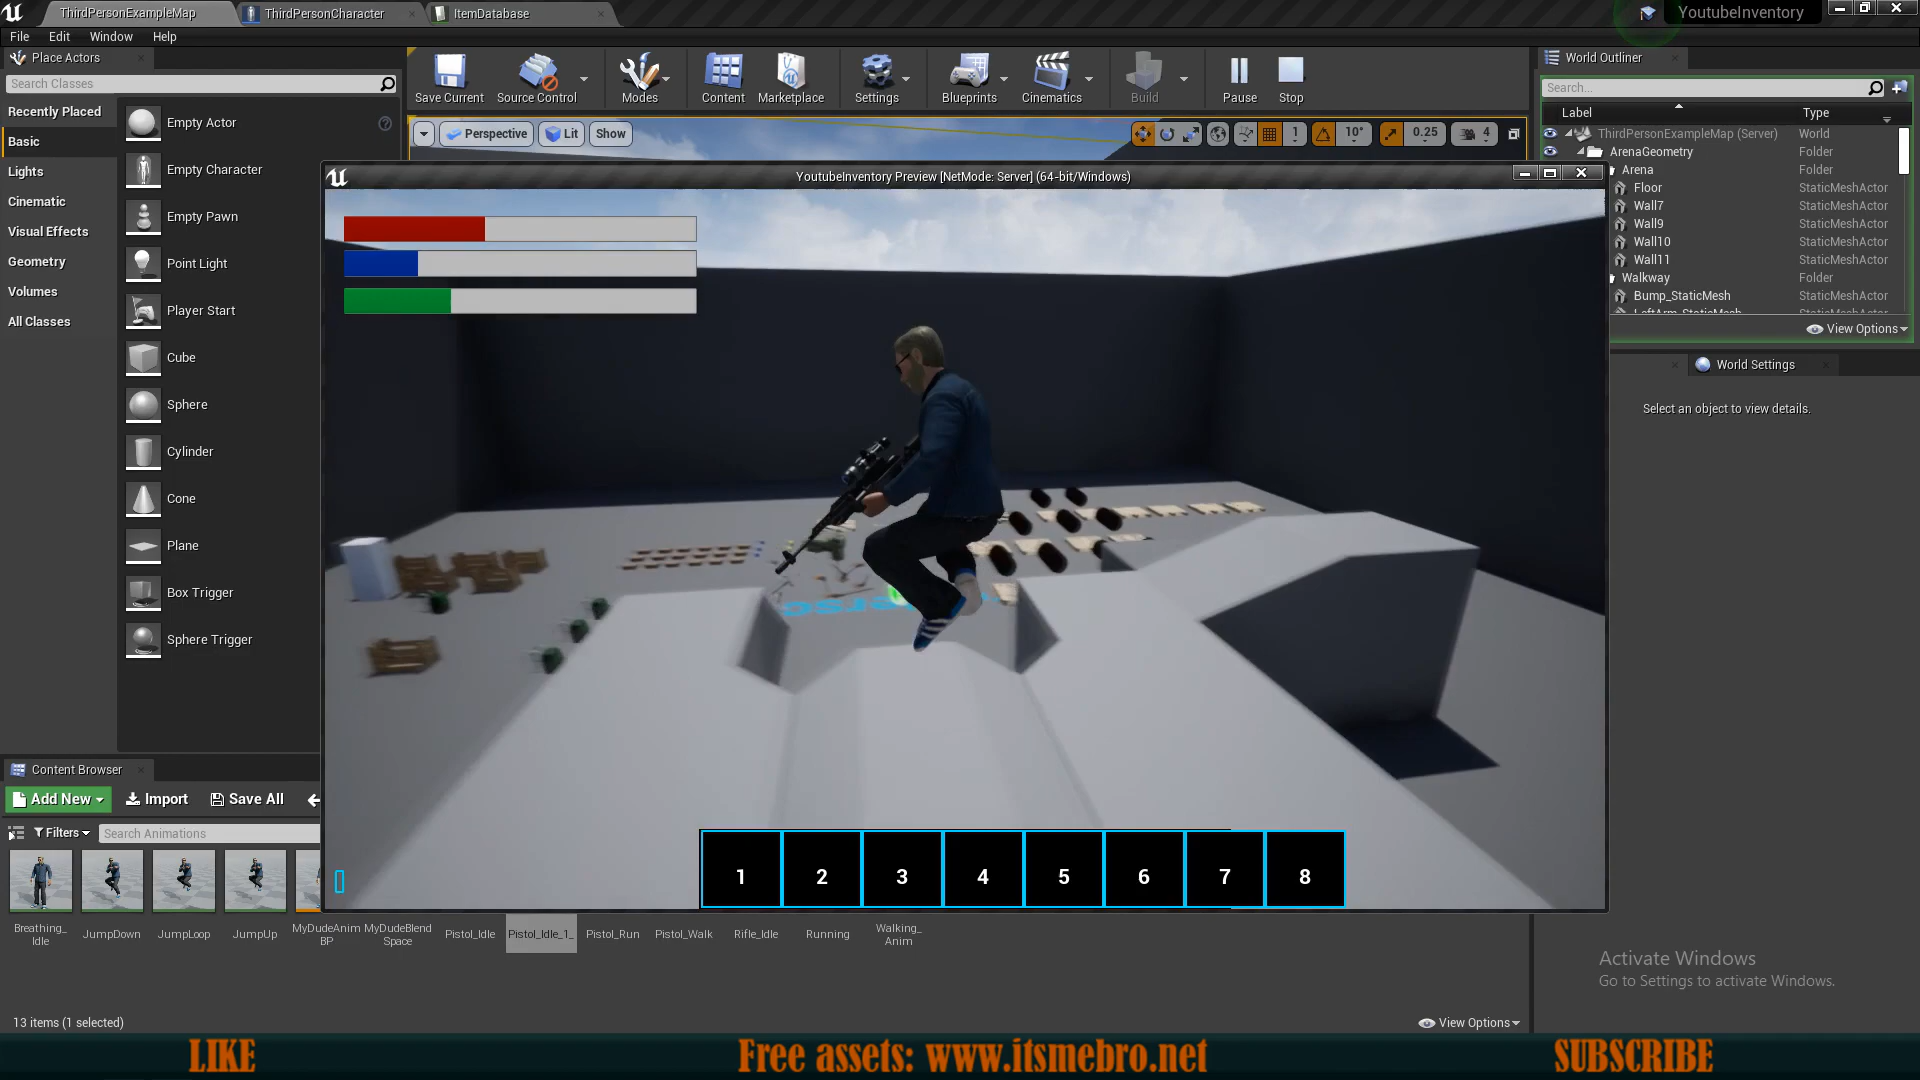 ThirdPersonExampleMap
ThirdPersonCharacter
ItemDatabase
YoutubeInventory
File Edit Window Help
Place Actors
Search Classes
Recently Placed
Basic
Lights
Cinematic
Visual Effects
Geometry
Volumes
All Classes
Empty Actor
Empty Character
Empty Pawn
Point Light
Player Start
Cube
Sphere
Cylinder
Cone
Plane
Box Trigger
Sphere Trigger
Save Current
Source Control
Modes
Content
Marketplace
Settings
Blueprints
Cinematics
Build
Pause
Stop
Perspective
Lit
Show
1
10°
0.25
4
YoutubeInventory Preview [NetMode: Server] (64-bit/Windows)
1 2 3 4 5 6 7 8
World Outliner
Search...
Label Type
ThirdPersonExampleMap (Server) World
ArenaGeometry Folder
Arena Folder
Floor StaticMeshActor
Wall7 StaticMeshActor
Wall9 StaticMeshActor
Wall10 StaticMeshActor
Wall11 StaticMeshActor
Walkway Folder
Bump_StaticMesh StaticMeshActor
LeftArm_StaticMesh StaticMeshActor
View Options
World Settings
Select an object to view details.
Content Browser
Add New
Import
Save All
Filters
Search Animations
Breathing_
Idle
JumpDown
JumpLoop
JumpUp
MyDudeAnim
BP
MyDudeBlend
Space
Pistol_Idle
Pistol_Idle_1_
Pistol_Run
Pistol_Walk
Rifle_Idle
Running
Walking_
Anim
13 items (1 selected)
View Options
Activate Windows
Go to Settings to activate Windows.
LIKE
Free assets: www.itsmebro.net
SUBSCRIBE